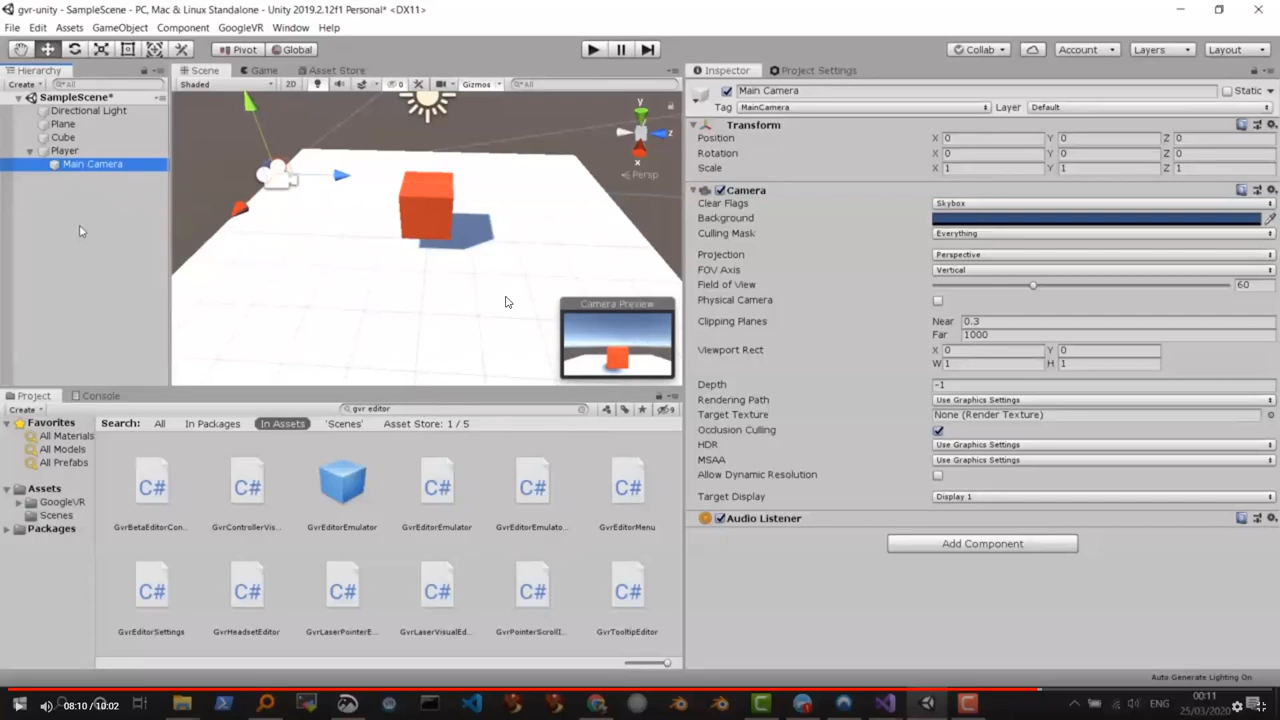 gvr-unity - SampleScene - PC, Mac & Linux Standalone - Unity 2019.2.12f1 Personal* <DX11>
File Edit Assets GameObject Component GoogleVR Window Help
Pivot Global Collab Account Layers Layout
Hierarchy Scene Game Asset Store Inspector Project Settings
Create All Shaded 2D 0 Gizmos All Main Camera Static
SampleScene* Tag MainCamera Layer Default
Directional Light
Plane
Cube
Player
Main Camera
y
z
x
Persp
Camera Preview
Transform
Position X 0 Y 0 Z 0
Rotation X 0 Y 0 Z 0
Scale X 1 Y 1 Z 1
Camera
Clear Flags Skybox
Background
Culling Mask Everything
Projection Perspective
FOV Axis Vertical
Field of View 60
Physical Camera
Clipping Planes Near 0.3
Far 1000
Viewport Rect X 0 Y 0
W 1 H 1
Depth -1
Rendering Path Use Graphics Settings
Target Texture None (Render Texture)
Occlusion Culling
HDR Use Graphics Settings
MSAA Use Graphics Settings
Allow Dynamic Resolution
Target Display Display 1
Audio Listener
Add Component
Project Console
Create gvr editor 9
Favorites
All Materials
All Models
All Prefabs
Assets
GoogleVR
Scenes
Packages
Search: All In Packages In Assets 'Scenes' Asset Store: 1 / 5
C# C# C# C# C#
GvrBetaEditorCon... GvrControllerVis... GvrEditorEmulator GvrEditorEmulator GvrEditorEmulato... GvrEditorMenu
C# C# C# C# C# C#
GvrEditorSettings GvrHeadsetEditor GvrLaserPointerE... GvrLaserVisualEd... GvrPointerScrollI... GvrTooltipEditor
Auto Generate Lighting On
08:10 / 10:02 ENG 00:11
25/03/2020